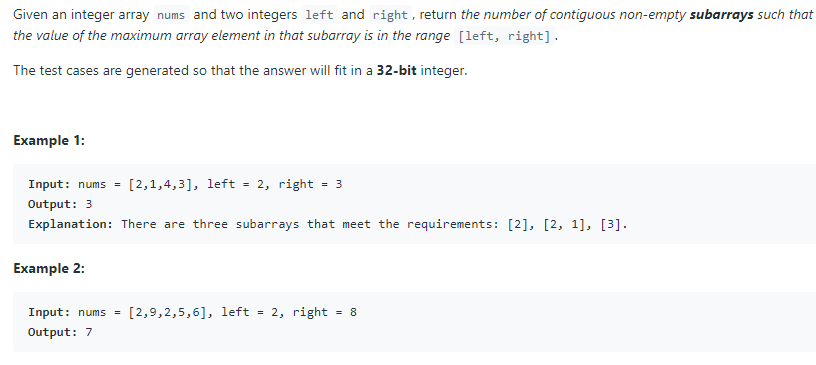 Given an integer array nums and two integers left and right, return the number of contiguous non-empty subarrays such that
the value of the maximum array element in that subarray is in the range [left, right].
The test cases are generated so that the answer will fit in a 32-bit integer.
Example 1:
Input: nums = [2,1,4,3], left = 2, right = 3
Output: 3
Explanation: There are three subarrays that meet the requirements: [2], [2, 1], [3].
Example 2:
Input: nums = [2,9,2,5,6], left = 2, right = 8
Output: 7